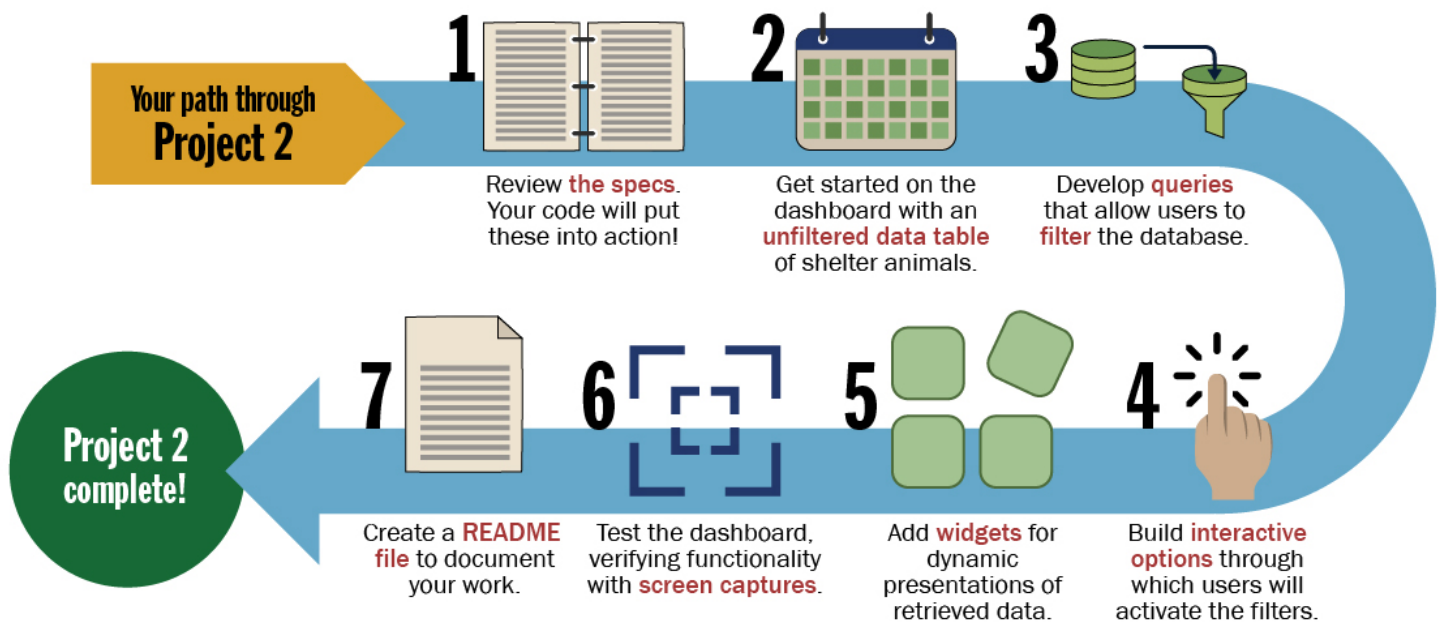 Your path through
Project 2
1
Review the specs.
Your code will put
these into action!
2
Get started on the
dashboard with an
unfiltered data table
of shelter animals.
3
Develop queries
that allow users to
filter the database.
4
Build interactive
options through
which users will
activate the filters.
5
Add widgets for
dynamic
presentations of
retrieved data.
6
Test the dashboard,
verifying functionality
with screen captures.
7
Create a README
file to document
your work.
Project 2
complete!